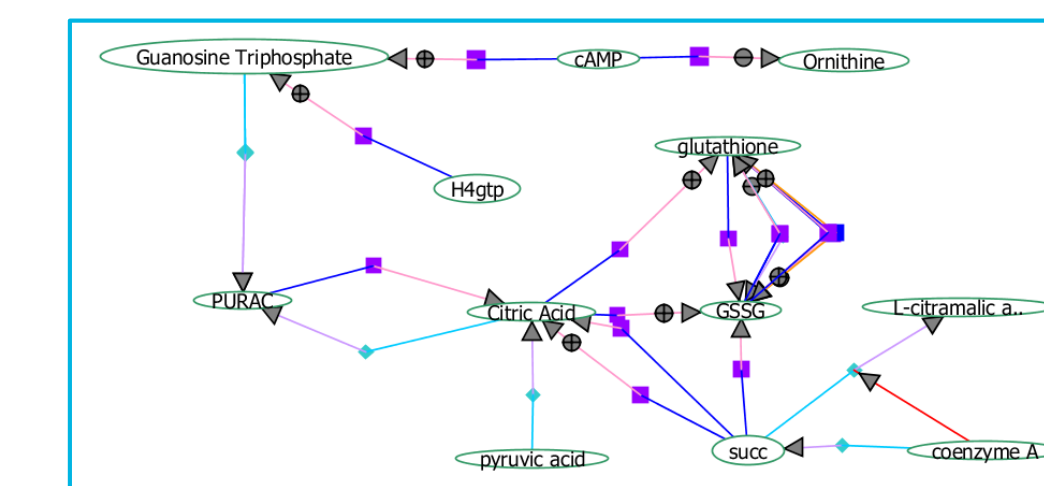 Guanosine Triphosphate
cAMP
Ornithine
glutathione
H4gtp
PURAC
Citric Acid
GSSG
L-citramalic a..
pyruvic acid
succ
coenzyme A